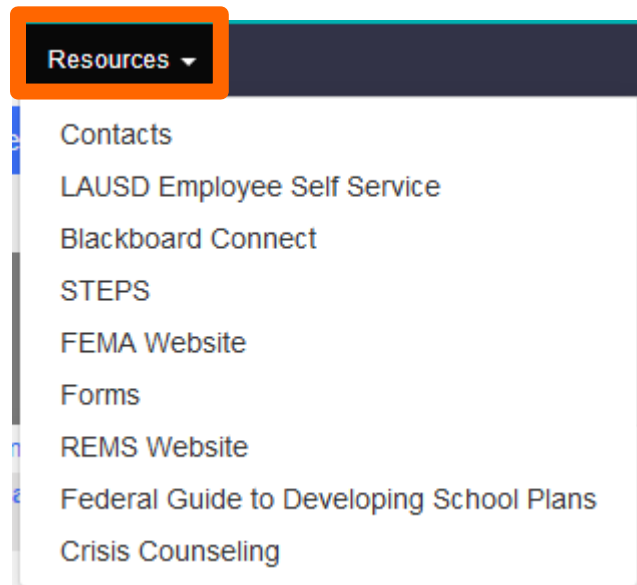 Resources
Contacts
LAUSD Employee Self Service
Blackboard Connect
STEPS
FEMA Website
Forms
REMS Website
Federal Guide to Developing School Plans
Crisis Counseling